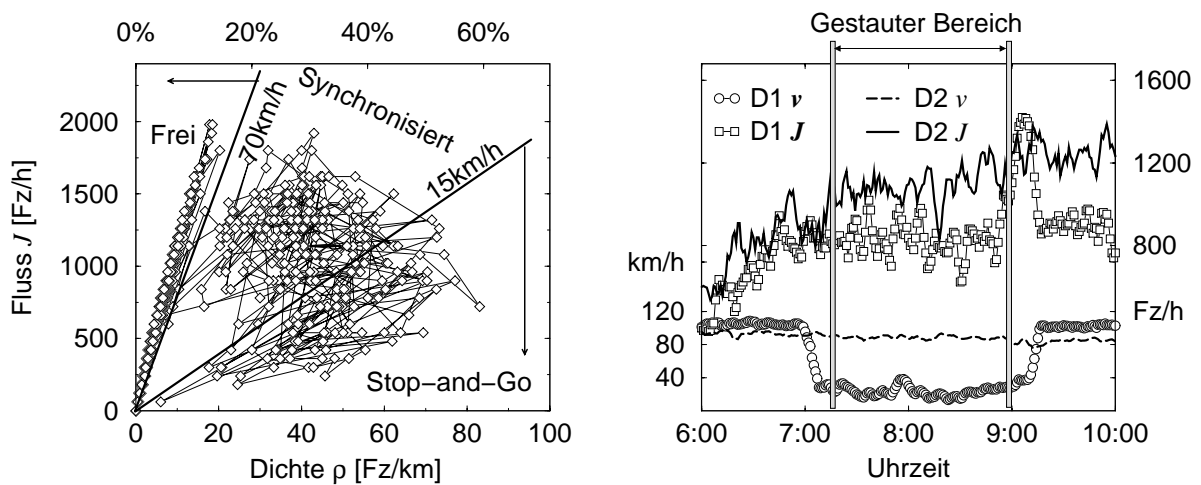 0% 20% 40% 60%
Fluss J [Fz/h]
2000
1500
1000
500
0
Frei
70km/h
Synchronisiert
15km/h
Stop−and−Go
0 20 40 60 80 100
Dichte ρ [Fz/km]
Gestauter Bereich
D1 v D2 v
D1 J D2 J
1600
1200
800
Fz/h
km/h
120
80
40
6:00 7:00 8:00 9:00 10:00
Uhrzeit